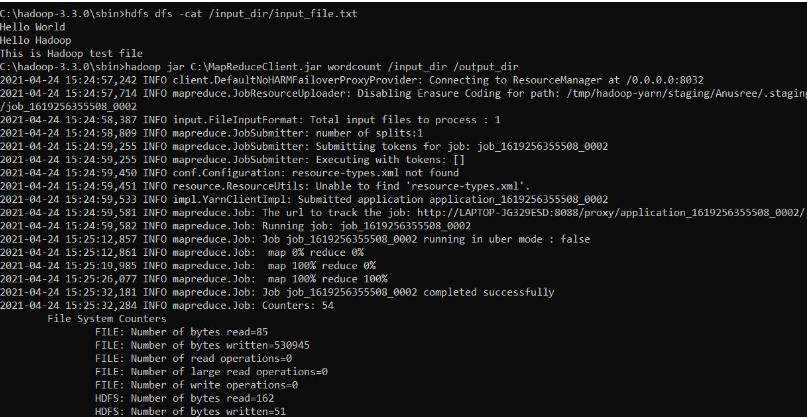 C:\hadoop-3.3.0\sbin>hdfs dfs -cat /input_dir/input_file.txt
Hello World
Hello Hadoop
This is Hadoop test file
C:\hadoop-3.3.0\sbin>hadoop jar C:\MapReduceClient.jar wordcount /input_dir /output_dir
2021-04-24 15:24:57,242 INFO client.DefaultNoHARMFailoverProxyProvider: Connecting to ResourceManager at /0.0.0.0:8032
2021-04-24 15:24:57,714 INFO mapreduce.JobResourceUploader: Disabling Erasure Coding for path: /tmp/hadoop-yarn/staging/Anusree/.staging
/job_1619256355508_0002
2021-04-24 15:24:58,387 INFO input.FileInputFormat: Total input files to process : 1
2021-04-24 15:24:58,809 INFO mapreduce.JobSubmitter: number of splits:1
2021-04-24 15:24:59,255 INFO mapreduce.JobSubmitter: Submitting tokens for job: job_1619256355508_0002
2021-04-24 15:24:59,255 INFO mapreduce.JobSubmitter: Executing with tokens: []
2021-04-24 15:24:59,450 INFO conf.Configuration: resource-types.xml not found
2021-04-24 15:24:59,451 INFO resource.ResourceUtils: Unable to find 'resource-types.xml'.
2021-04-24 15:24:59,533 INFO impl.YarnClientImpl: Submitted application application_1619256355508_0002
2021-04-24 15:24:59,581 INFO mapreduce.Job: The url to track the job: http://LAPTOP-JG329ESD:8088/proxy/application_1619256355508_0002/
2021-04-24 15:24:59,582 INFO mapreduce.Job: Running job: job_1619256355508_0002
2021-04-24 15:25:12,857 INFO mapreduce.Job: Job job_1619256355508_0002 running in uber mode : false
2021-04-24 15:25:12,861 INFO mapreduce.Job:  map 0% reduce 0%
2021-04-24 15:25:19,985 INFO mapreduce.Job:  map 100% reduce 0%
2021-04-24 15:25:26,077 INFO mapreduce.Job:  map 100% reduce 100%
2021-04-24 15:25:32,181 INFO mapreduce.Job: Job job_1619256355508_0002 completed successfully
2021-04-24 15:25:32,284 INFO mapreduce.Job: Counters: 54
File System Counters
FILE: Number of bytes read=85
FILE: Number of bytes written=530945
FILE: Number of read operations=0
FILE: Number of large read operations=0
FILE: Number of write operations=0
HDFS: Number of bytes read=162
HDFS: Number of bytes written=51